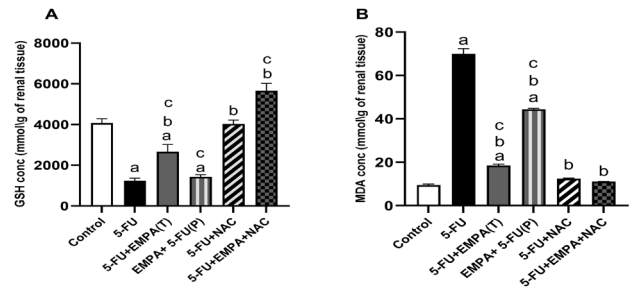 A
GSH conc (mmol/g of renal tissue)
8000
6000
4000
2000
0
c
b
c
b
a
c
a
b
a
Control
5-FU
5-FU+EMPA(T)
EMPA+ 5-FU(P)
5-FU+NAC
5-FU+EMPA+NAC
B
MDA conc (mmol/g of renal tissue)
80
60
40
20
0
a
c
b
a
c
b
a
b
b
Control
5-FU
5-FU+EMPA(T)
EMPA+ 5-FU(P)
5-FU+NAC
5-FU+EMPA+NAC